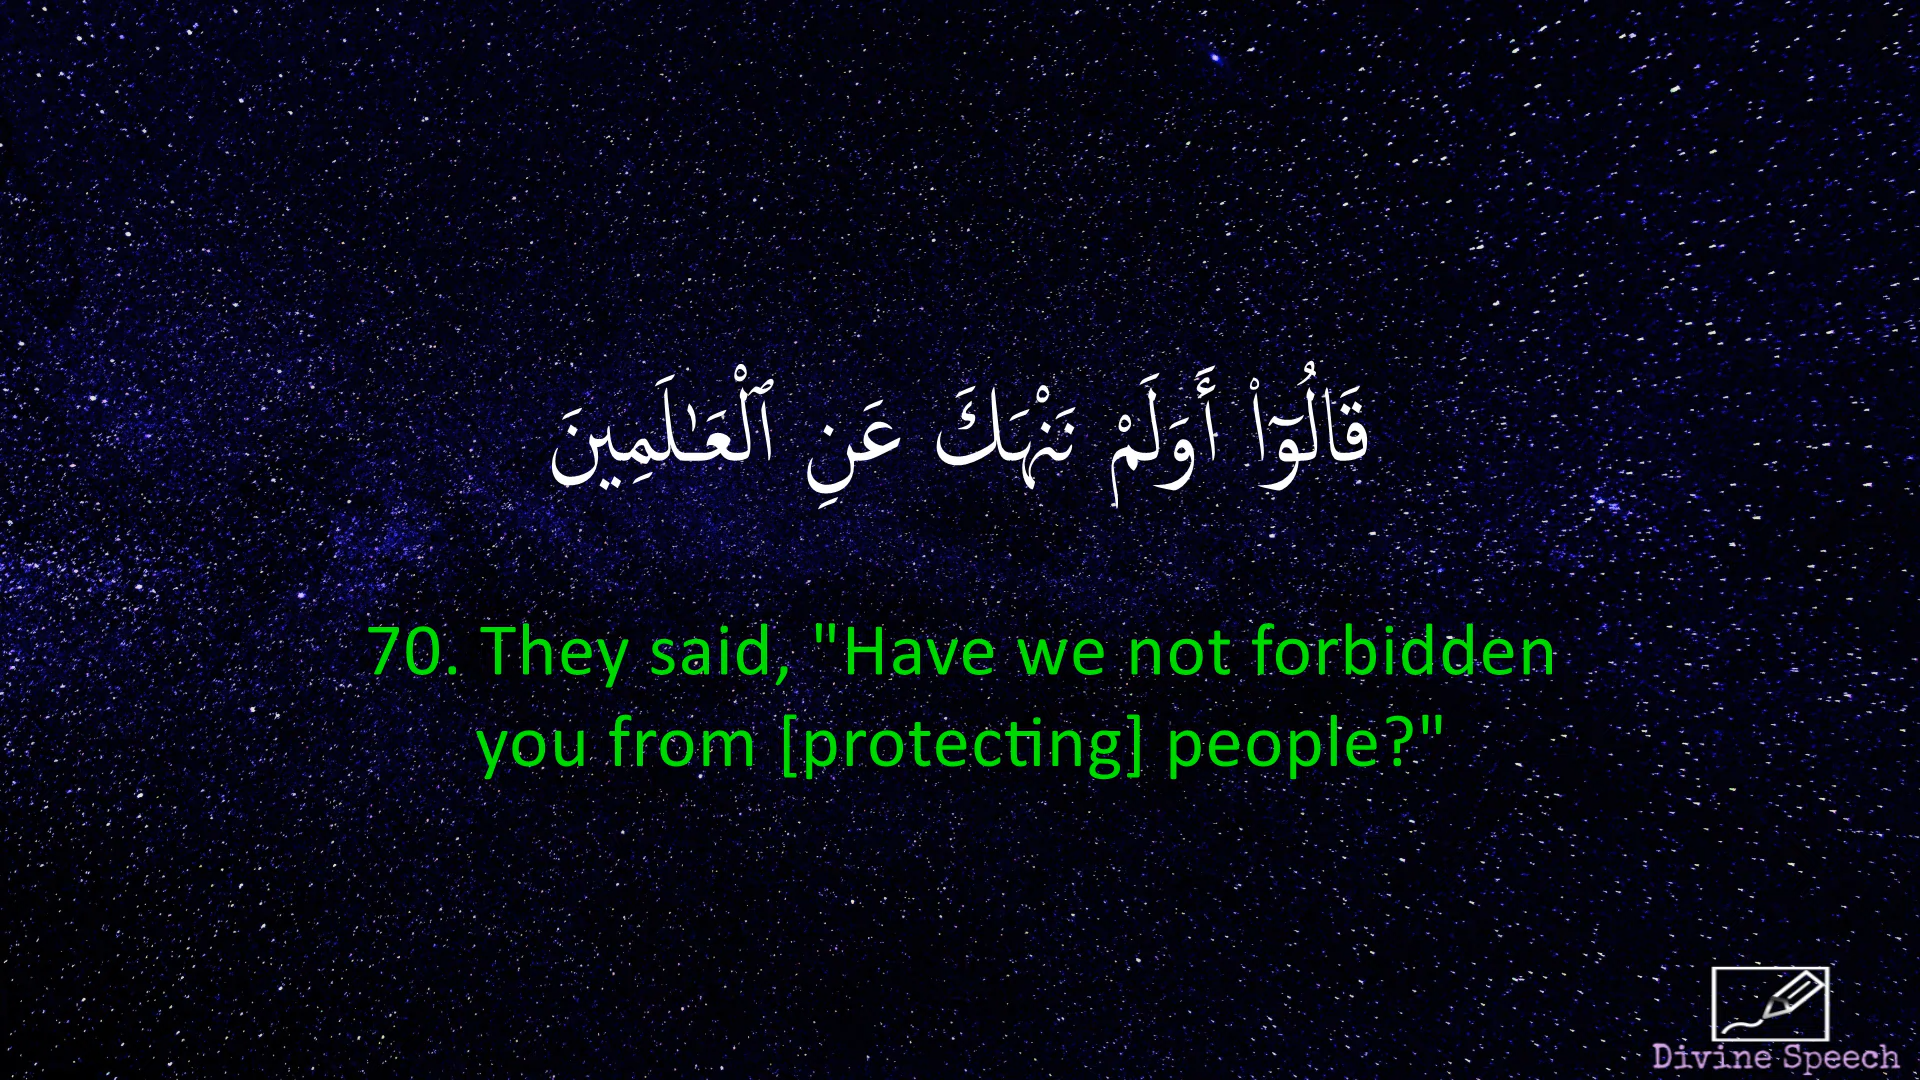 قَالُوٓا۟ أَوَلَمْ نَنْهَكَ عَنِ ٱلْعَـٰلَمِينَ
70. They said, "Have we not forbidden
you from [protecting] people?"
Divine Speech